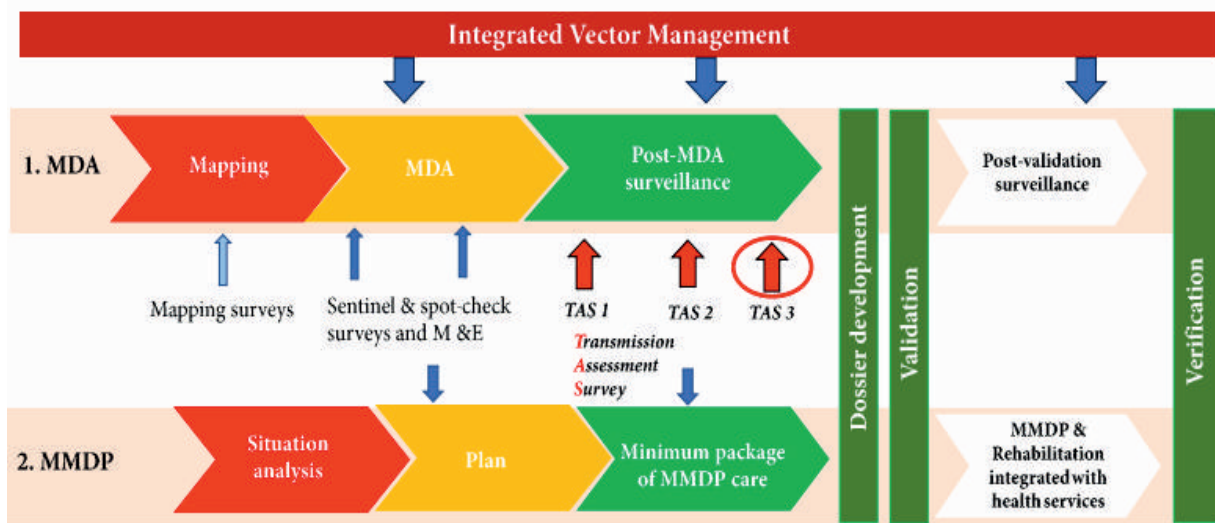 Integrated Vector Management
1. MDA
Mapping
MDA
Post-MDA
surveillance
Post-validation
surveillance
Mapping surveys
Sentinel & spot-check
surveys and M &E
TAS 1
TAS 2
TAS 3
Transmission
Assessment
Survey
Dossier development
Validation
Verification
2. MMDP
Situation
analysis
Plan
Minimum package
of MMDP care
MMDP &
Rehabilitation
integrated with
health services